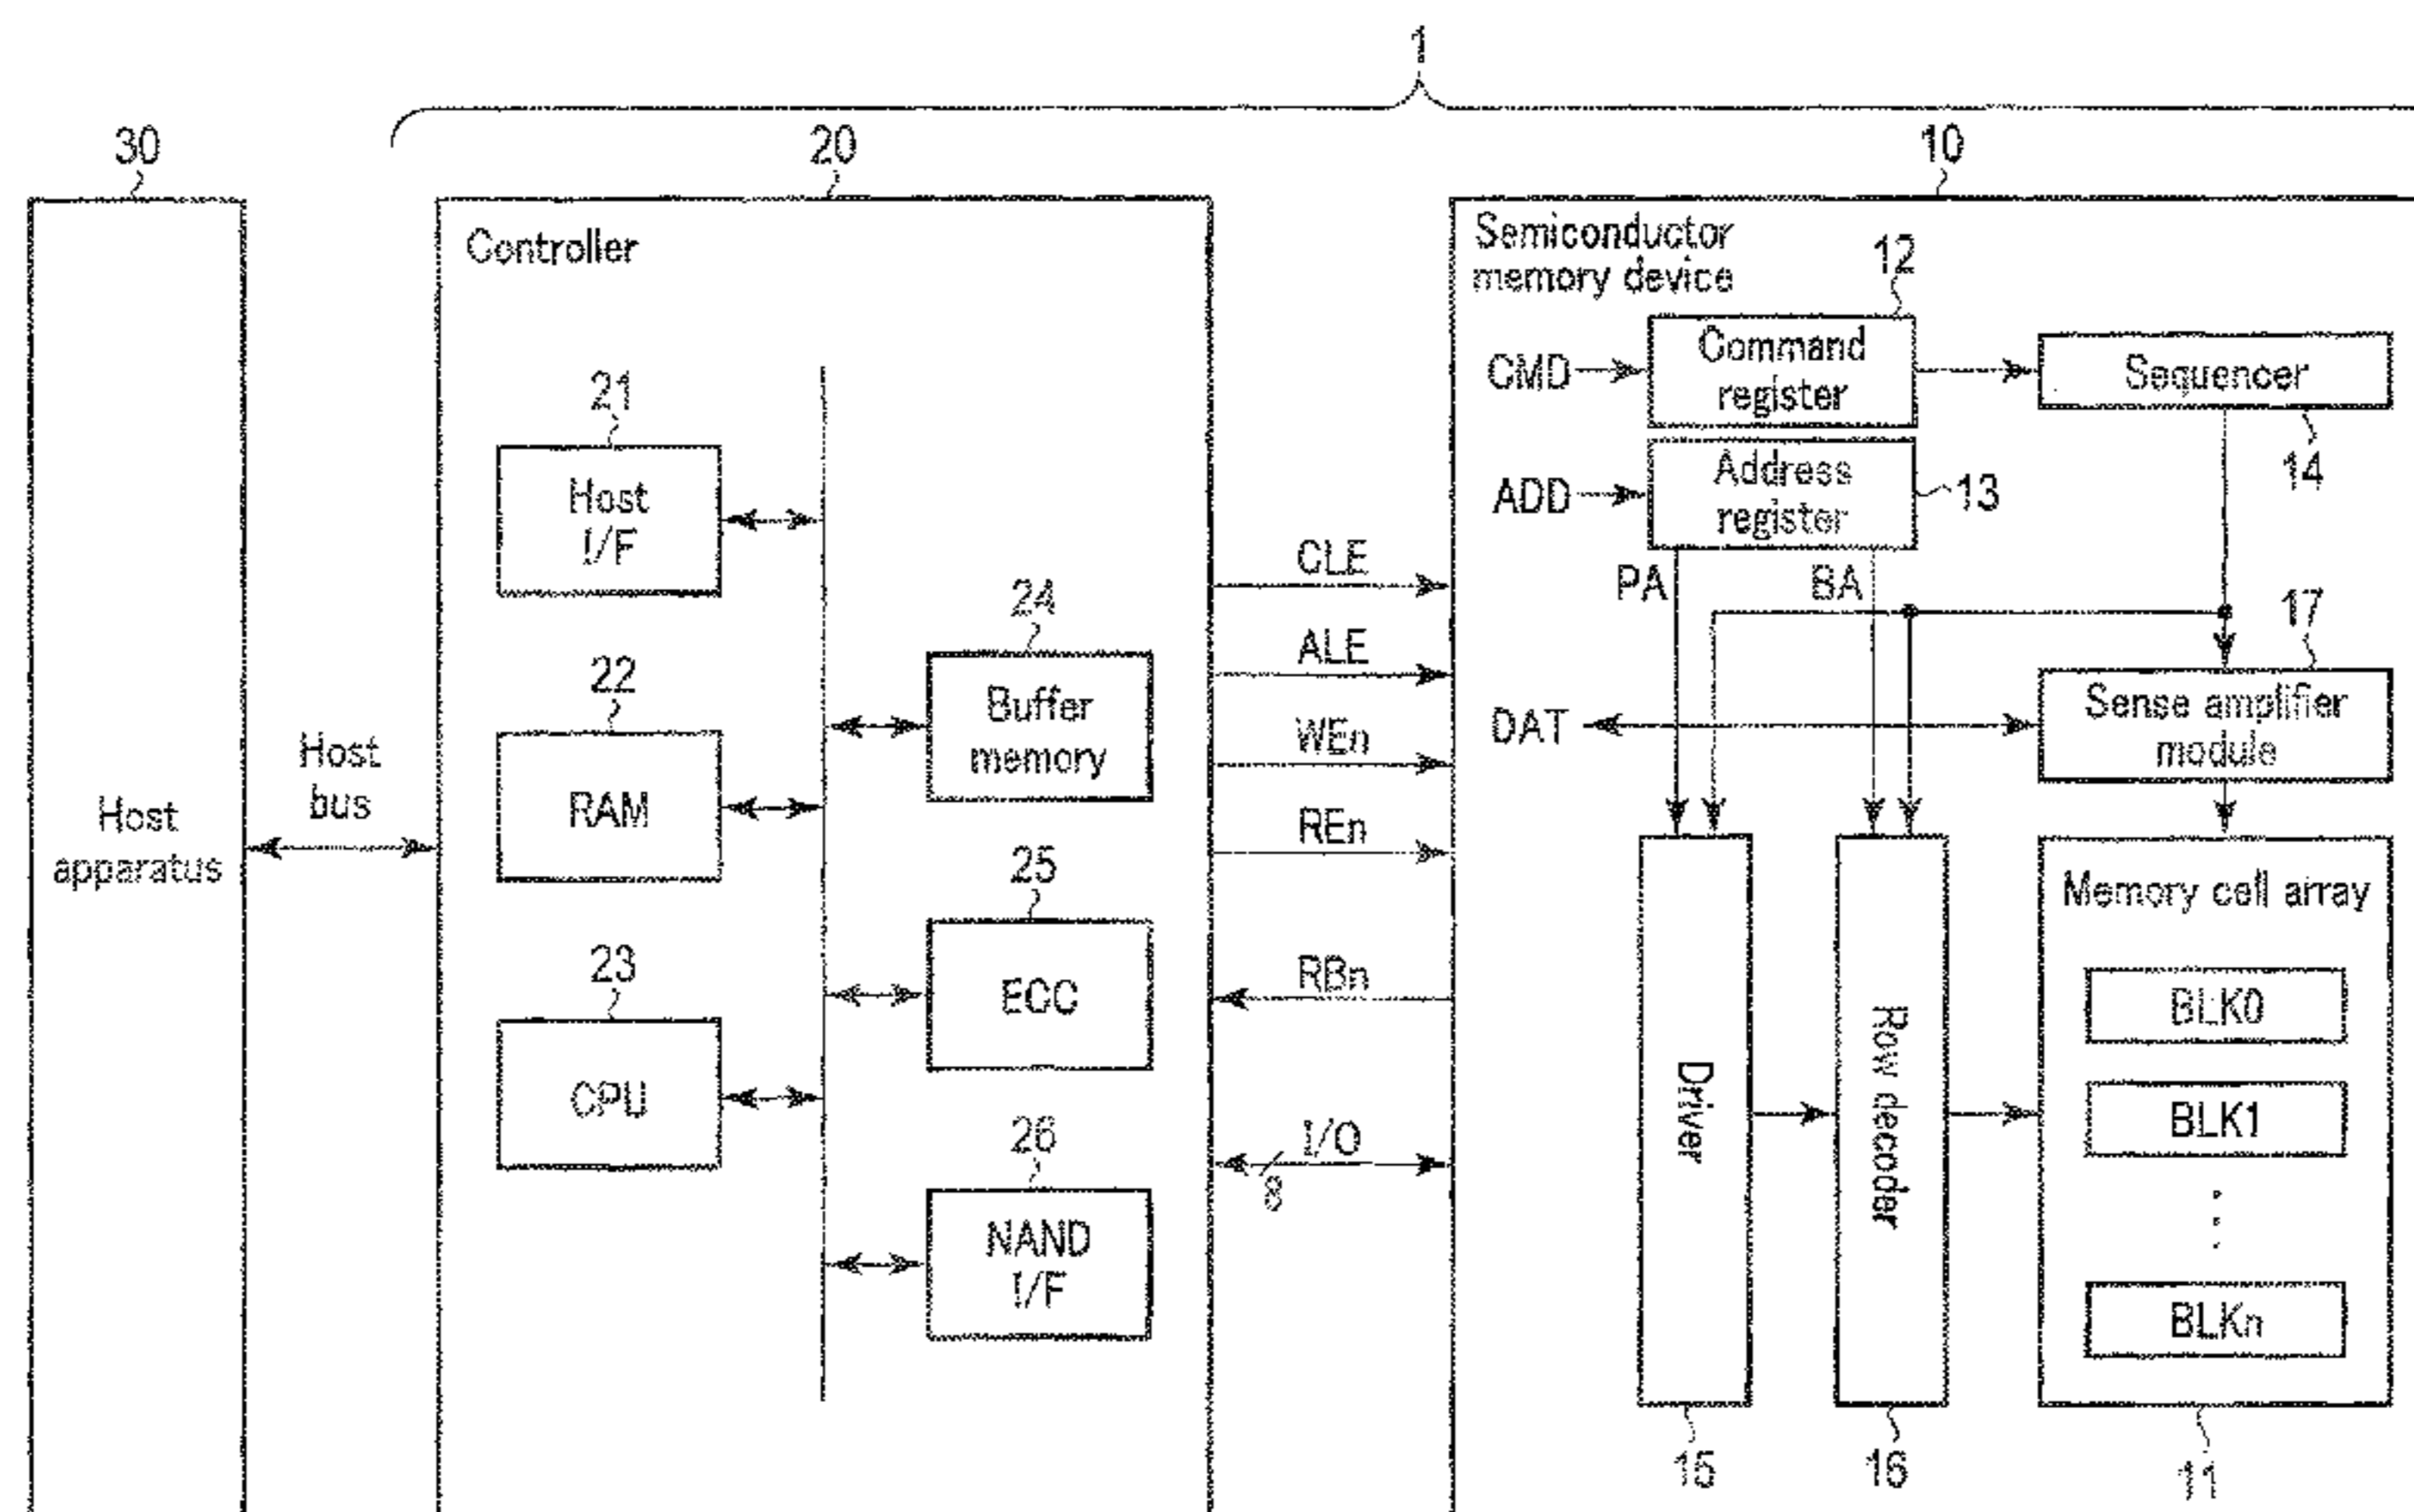 1
30
20
10
Controller
Semiconductor
memory device
12
Command
register
CMD
Sequencer
14
21
Host
I/F
Address
register
ADD
13
CLE
PA
BA
24
17
ALE
22
Buffer
memory
Sense amplifier
module
WEn
DAT
Host
bus
RAM
Host
apparatus
REn
25
Memory cell array
23
ECC
RBn
BLK0
CPU
Driver
Row decoder
BLK1
26
I/O
8
NAND
I/F
BLKn
15
16
11